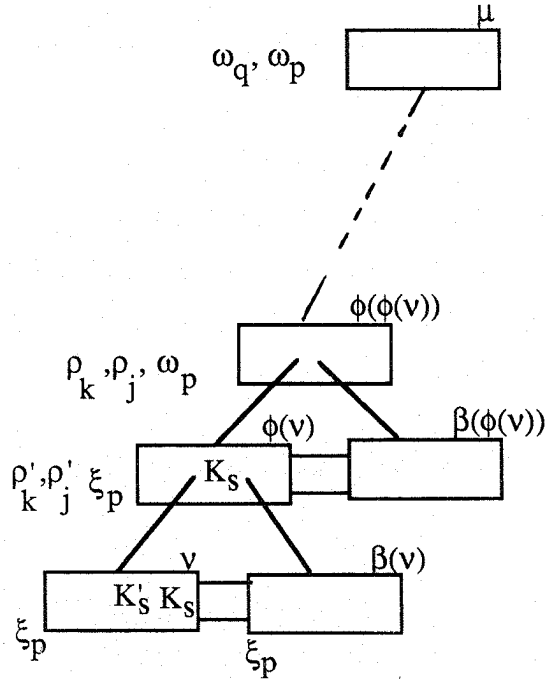 μ
ω_q, ω_p
ϕ(ϕ(ν))
ρ_k ,ρ_j, ω_p
ϕ(ν) β(ϕ(ν))
ρ'_k,ρ'_j ξ_p K_s
ν β(ν)
K'_s K_s
ξ_p ξ_p